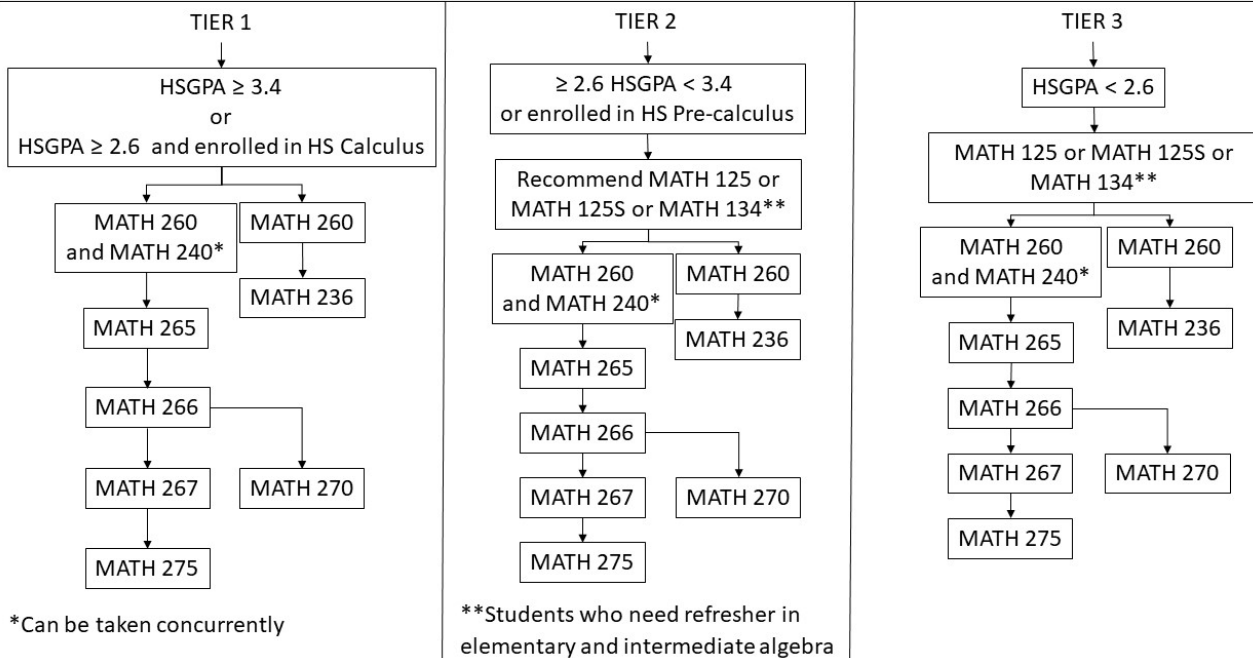 TIER 1
HSGPA ≥ 3.4
or
HSGPA ≥ 2.6 and enrolled in HS Calculus
MATH 260
and MATH 240*
MATH 260
MATH 236
MATH 265
MATH 266
MATH 267
MATH 270
MATH 275
*Can be taken concurrently
TIER 2
≥ 2.6 HSGPA < 3.4
or enrolled in HS Pre-calculus
Recommend MATH 125 or
MATH 125S or MATH 134**
MATH 260
and MATH 240*
MATH 260
MATH 236
MATH 265
MATH 266
MATH 267
MATH 270
MATH 275
**Students who need refresher in
elementary and intermediate algebra
TIER 3
HSGPA < 2.6
MATH 125 or MATH 125S or
MATH 134**
MATH 260
and MATH 240*
MATH 260
MATH 236
MATH 265
MATH 266
MATH 267
MATH 270
MATH 275